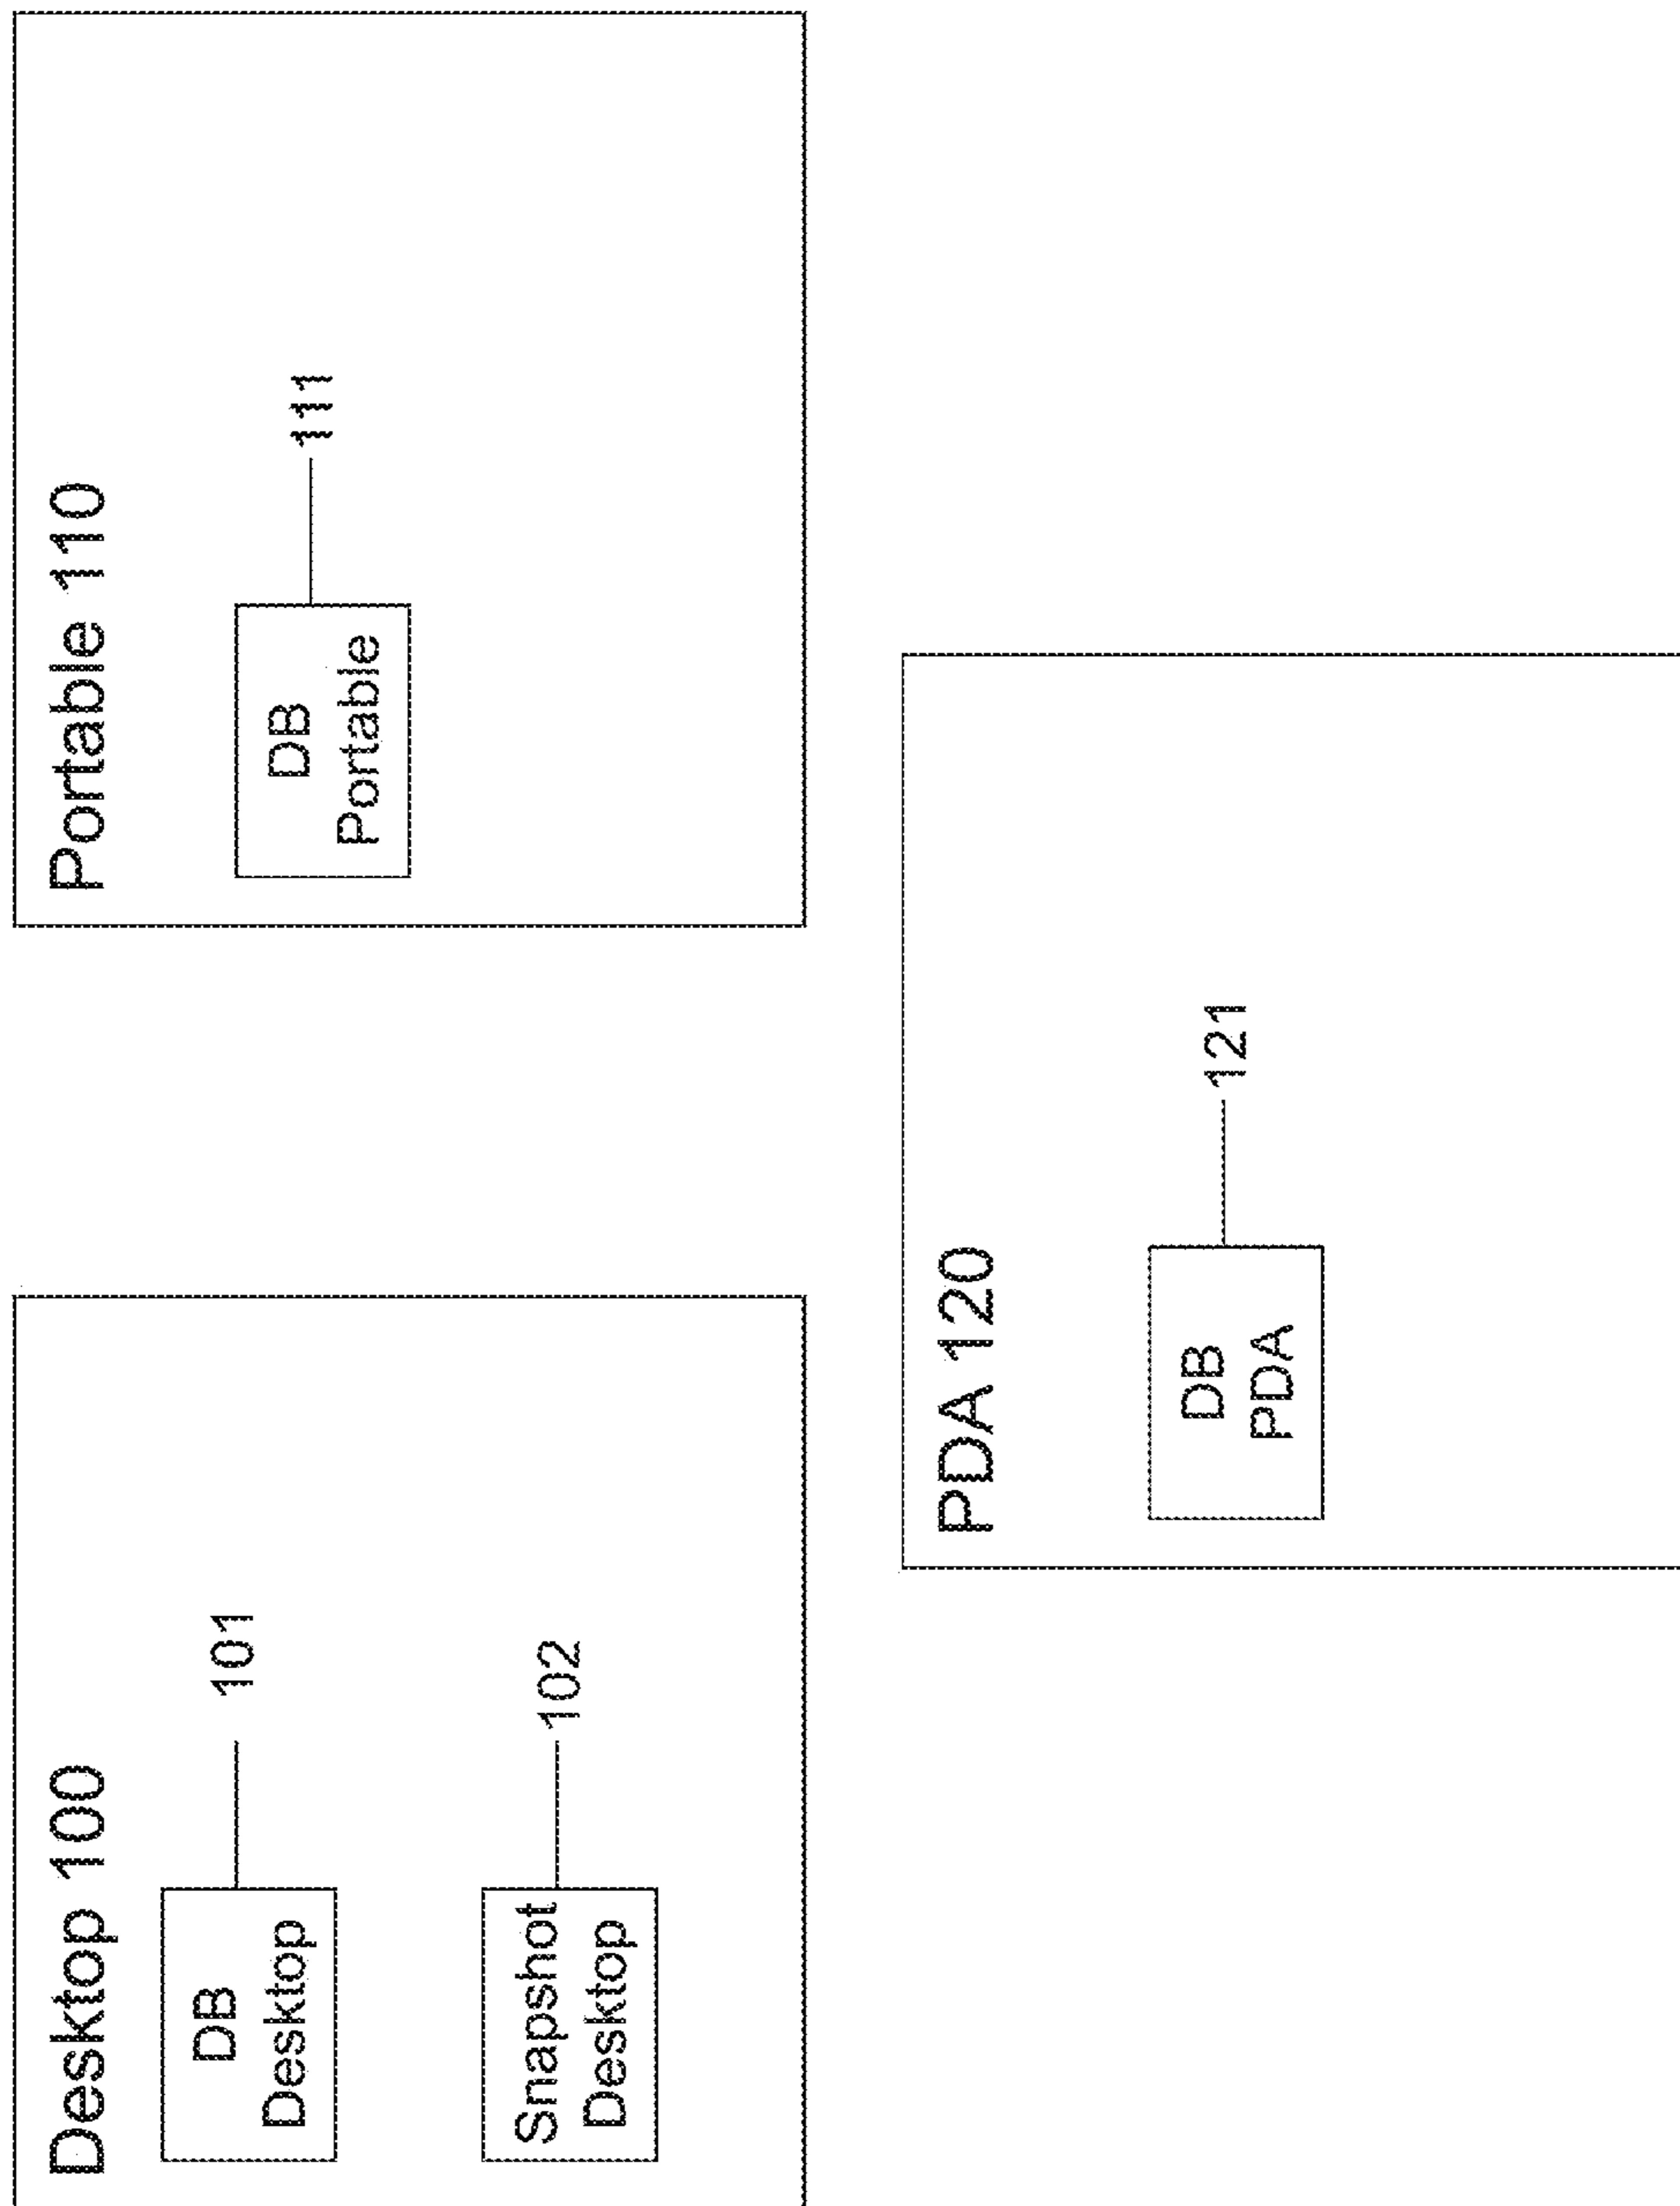 Desktop 100
DB
Desktop
101
Snapshot
Desktop
102
Portable 110
DB
Portable
111
PDA 120
DB
PDA
121